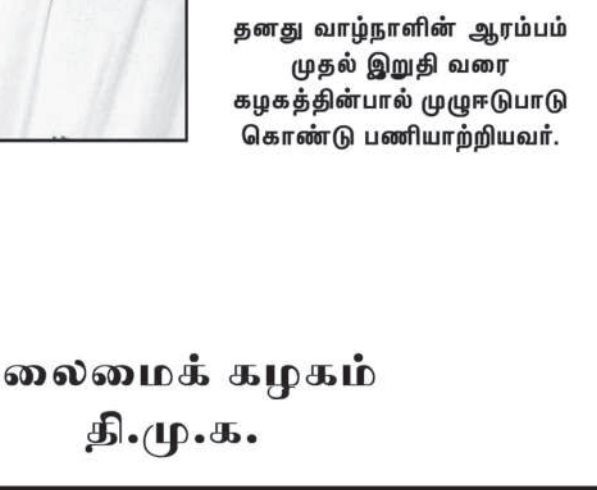 தனது வாழ்நாளின் ஆரம்பம்
முதல் இறுதி வரை
கழகத்தின்பால் முழுஈடுபாடு
கொண்டு பணியாற்றியவர்.
லைமைக் கழகம்
தி.மு.க.